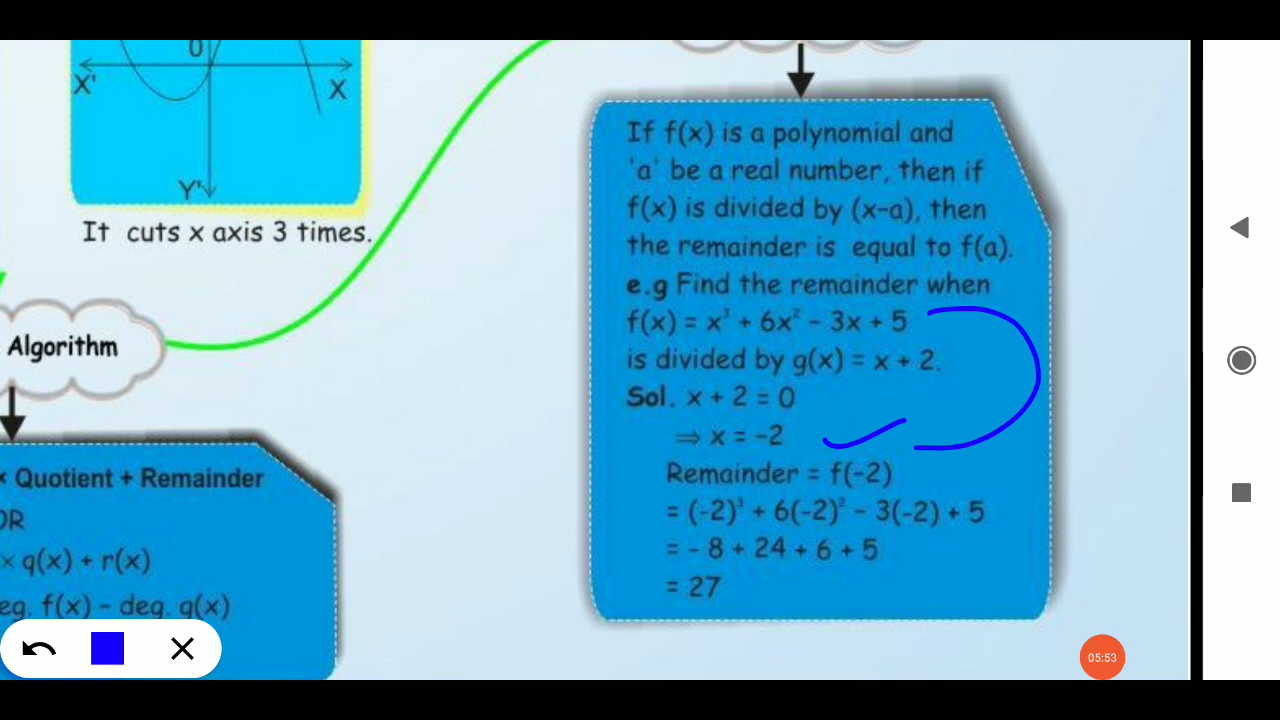 0
X'
X
Y'
It cuts x axis 3 times.
Algorithm
× Quotient + Remainder
OR
× q(x) + r(x)
eg. f(x) – deg. g(x)
If f(x) is a polynomial and
'a' be a real number, then if
f(x) is divided by (x–a), then
the remainder is equal to f(a).
e.g Find the remainder when
f(x) = x³ + 6x² – 3x + 5
is divided by g(x) = x + 2.
Sol. x + 2 = 0
⇒ x = –2
Remainder = f(–2)
= (–2)³ + 6(–2)² – 3(–2) + 5
= – 8 + 24 + 6 + 5
= 27
05:53